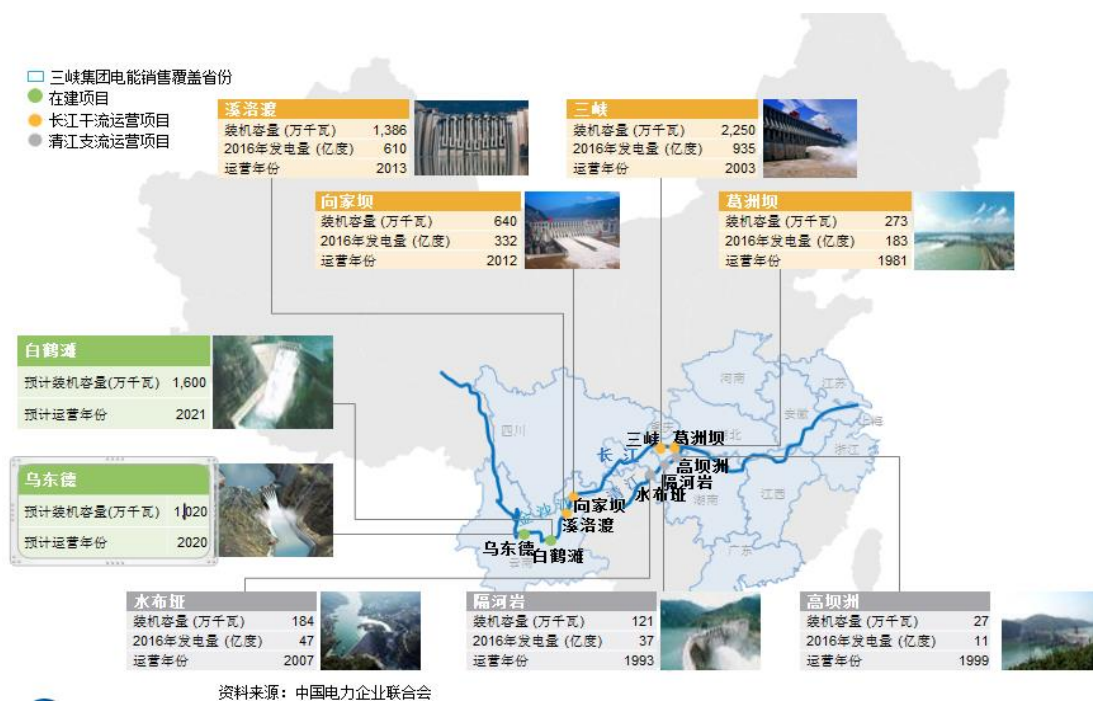 三峡集团电能销售覆盖省份
在建项目
长江干流运营项目
清江支流运营项目
溪洛渡
装机容量 (万千瓦) 1,386
2016年发电量 (亿度) 610
运营年份 2013
三峡
装机容量 (万千瓦) 2,250
2016年发电量 (亿度) 935
运营年份 2003
向家坝
装机容量 (万千瓦) 640
2016年发电量 (亿度) 332
运营年份 2012
葛洲坝
装机容量 (万千瓦) 273
2016年发电量 (亿度) 183
运营年份 1981
白鹤滩
预计装机容量(万千瓦) 1,600
预计运营年份 2021
乌东德
预计装机容量(万千瓦) 1,020
预计运营年份 2020
河南
江苏
安徽
上海
四川
重庆
浙江
三峡
葛洲坝
长江
高坝洲
隔河岩
清江
水布垭
湖南
江西
向家坝
金沙
溪洛渡
乌东德
白鹤滩
云南
广东
水布垭
装机容量 (万千瓦) 184
2016年发电量 (亿度) 47
运营年份 2007
隔河岩
装机容量 (万千瓦) 121
2016年发电量 (亿度) 37
运营年份 1993
高坝洲
装机容量 (万千瓦) 27
2016年发电量 (亿度) 11
运营年份 1999
资料来源：中国电力企业联合会